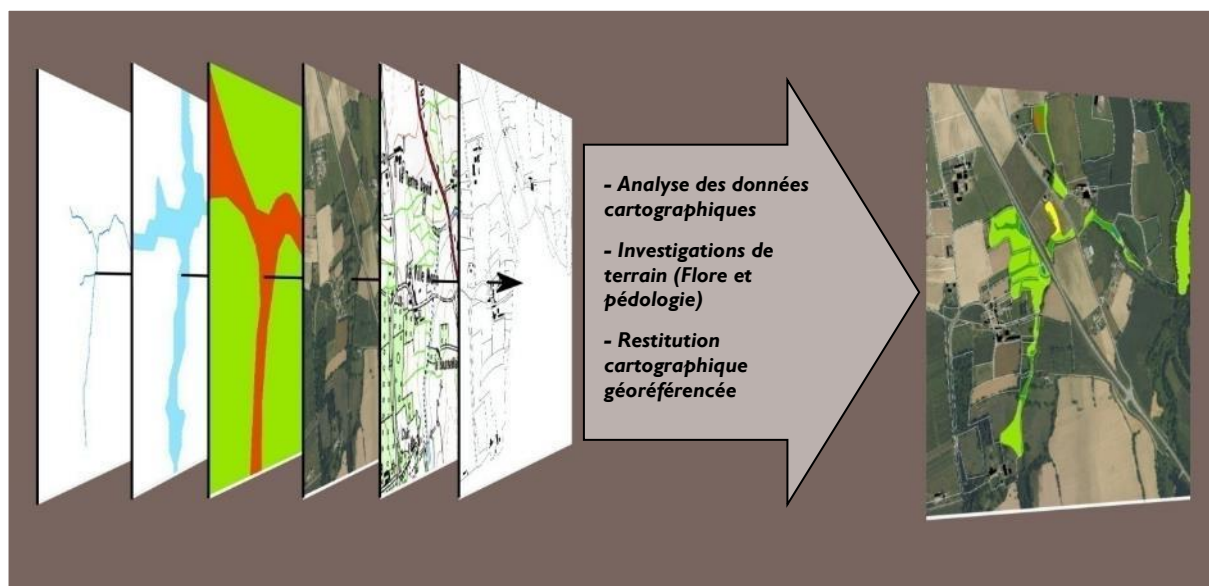 - Analyse des données
cartographiques
- Investigations de
terrain (Flore et
pédologie)
- Restitution
cartographique
géoréférencée